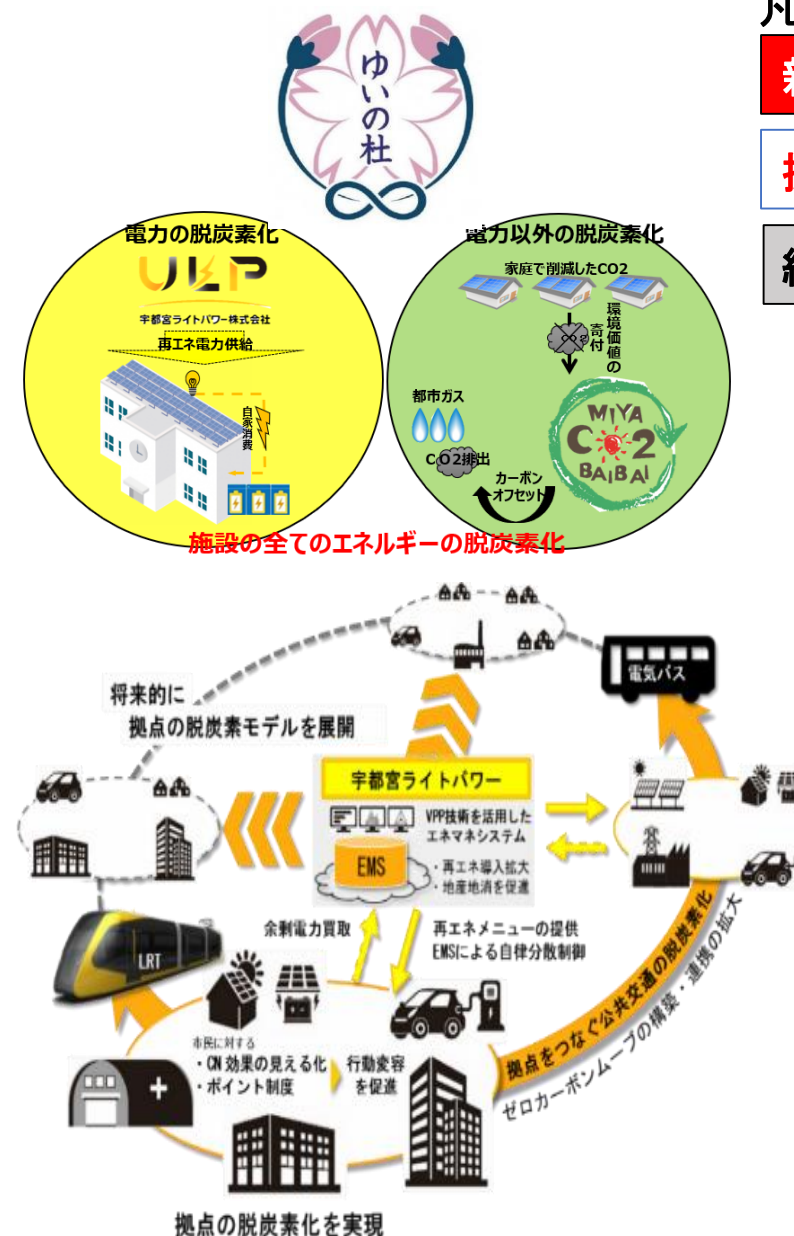 ゆいの杜
凡
電力の脱炭素化
ULP
宇都宮ライトパワー株式会社
再エネ電力供給
自家消費
電力以外の脱炭素化
家庭で削減したCO2
環境価値の
寄付
都市ガス
CO2排出
カーボン
オフセット
MIYA
CO2
BAIBAI
施設の全てのエネルギーの脱炭素化
電気バス
将来的に
拠点の脱炭素モデルを展開
宇都宮ライトパワー
VPP技術を活用した
エネマネシステム
EMS
・再エネ導入拡大
・地産地消を促進
余剰電力買取
再エネメニューの提供
EMSによる自律分散制御
LRT
市民に対する
・CN 効果の見える化
・ポイント制度
行動変容
を促進
拠点をつなぐ公共交通の脱炭素化
ゼロカーボンムーブの構築・連携の拡大
拠点の脱炭素化を実現